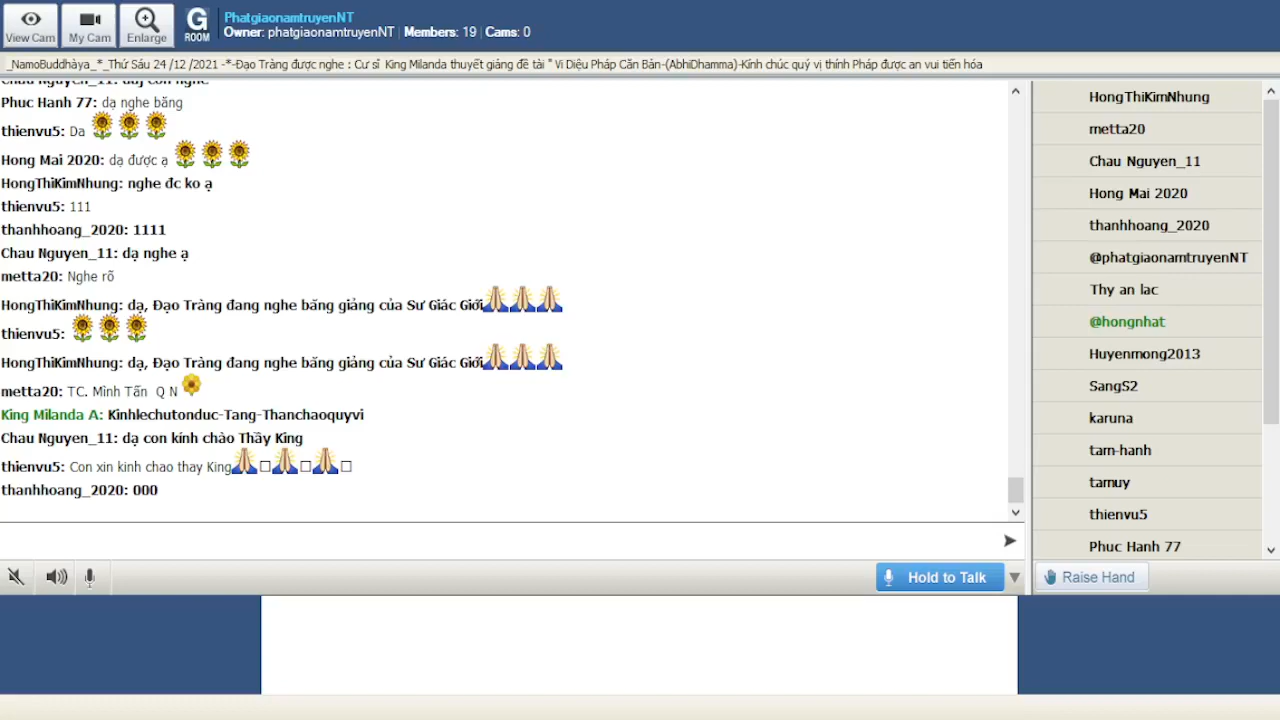 View Cam
My Cam
Enlarge
G
ROOM
PhatgiaonamtruyenNT
Owner: phatgiaonamtruyenNT | Members: 19 | Cams: 0
_NamoBuddhàya_*_Thứ Sáu 24 /12 /2021 -*-Đạo Tràng được nghe : Cư sĩ King Milanda thuyết giảng đề tài " Vi Diệu Pháp Căn Bản-(AbhiDhamma)-Kính chúc quý vị thính Pháp được an vui tiến hóa
Chau Nguyen_11: dạj con nghe
Phuc Hanh 77: dạ nghe băng
thienvu5: Da
Hong Mai 2020: dạ được ạ
HongThiKimNhung: nghe đc ko ạ
thienvu5: 111
thanhhoang_2020: 1111
Chau Nguyen_11: dạ nghe ạ
metta20: Nghe rõ
HongThiKimNhung: dạ, Đạo Tràng đang nghe bãng giảng của Sư Giác Giới
thienvu5:
HongThiKimNhung: dạ, Đạo Tràng đang nghe bãng giảng của Sư Giác Giới
metta20: TC. Mình Tấn Q N
King Milanda A: Kinhlechutonduc-Tang-Thanchaoquyvi
Chau Nguyen_11: dạ con kính chào Thầy King
thienvu5: Con xin kinh chao thay King
thanhhoang_2020: 000
Hold to Talk
HongThiKimNhung
metta20
Chau Nguyen_11
Hong Mai 2020
thanhhoang_2020
@phatgiaonamtruyenNT
Thy an lac
@hongnhat
Huyenmong2013
SangS2
karuna
tam-hanh
tamuy
thienvu5
Phuc Hanh 77
Raise Hand